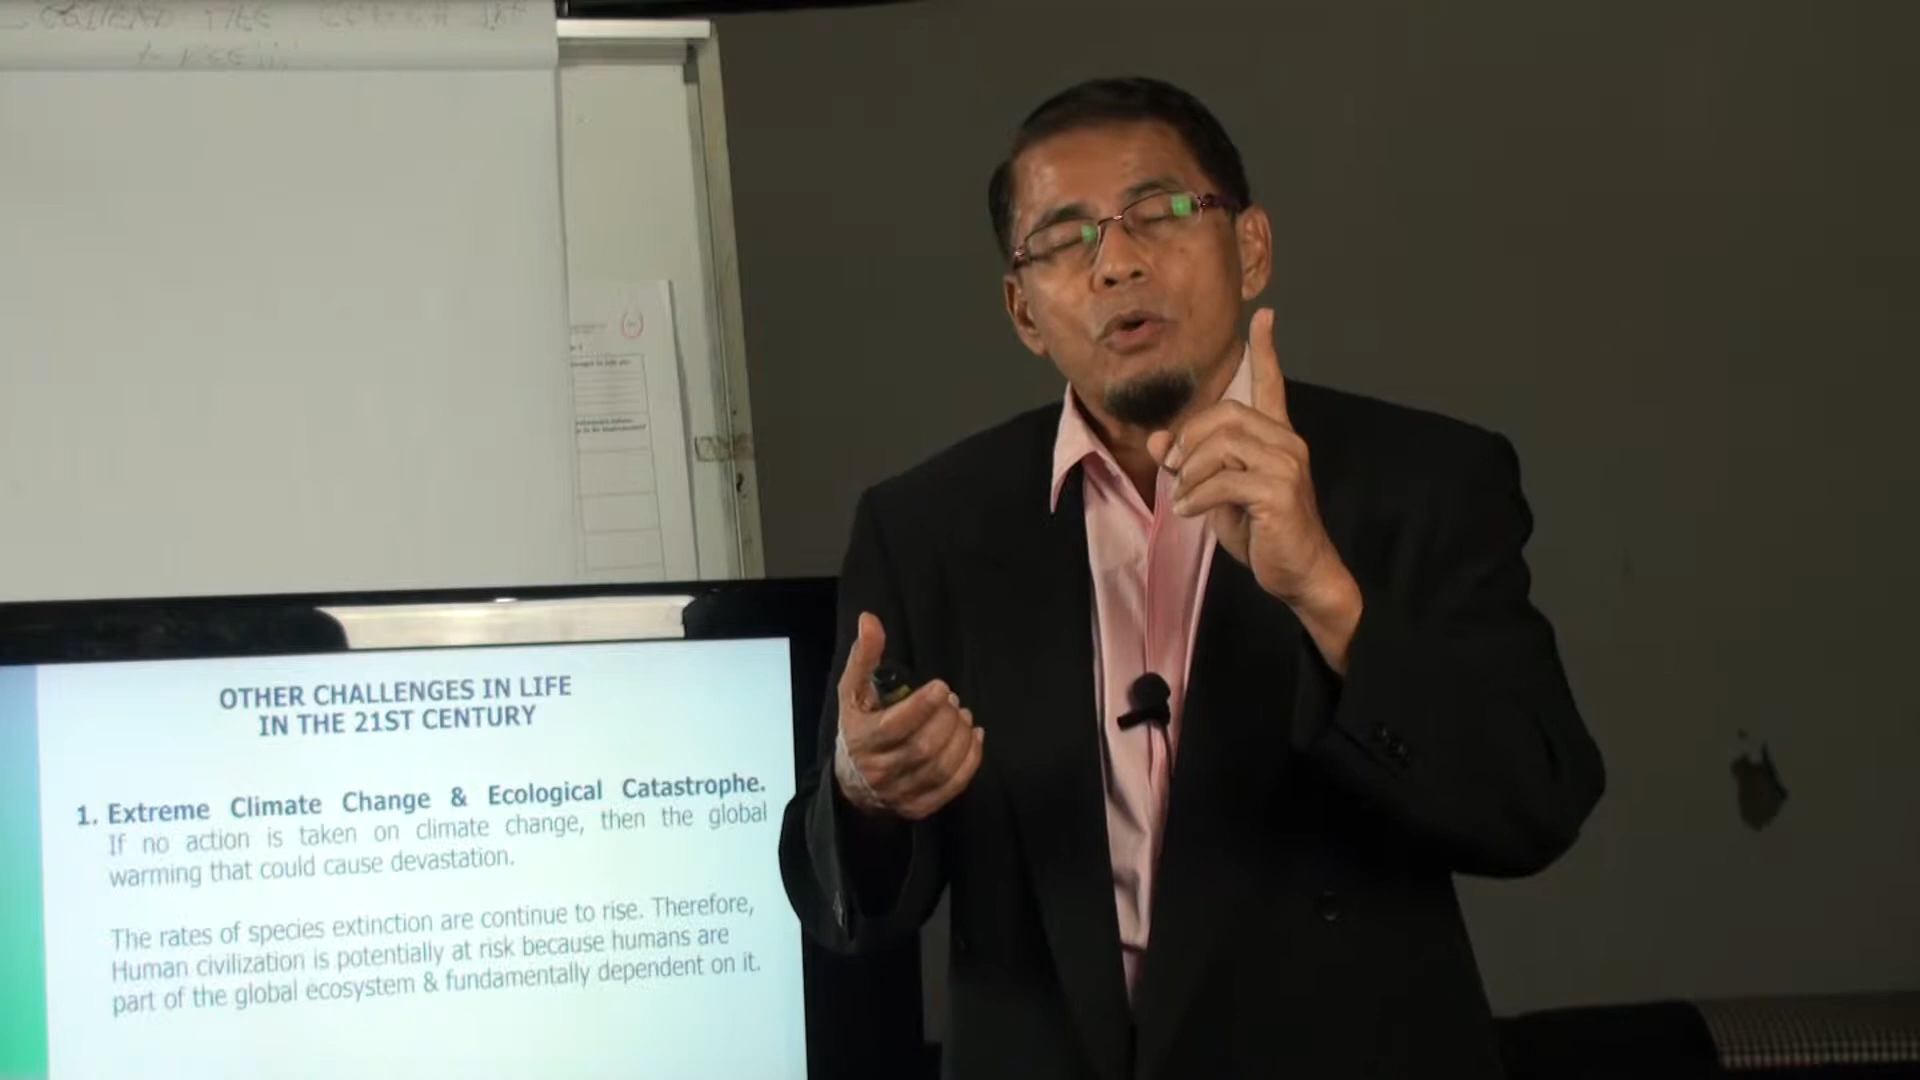 THE
OTHER CHALLENGES IN LIFE
IN THE 21ST CENTURY
1. Extreme Climate Change & Ecological Catastrophe.
If no action is taken on climate change, then the global
warming that could cause devastation.
The rates of species extinction are continue to rise. Therefore,
Human civilization is potentially at risk because humans are
part of the global ecosystem & fundamentally dependent on it.